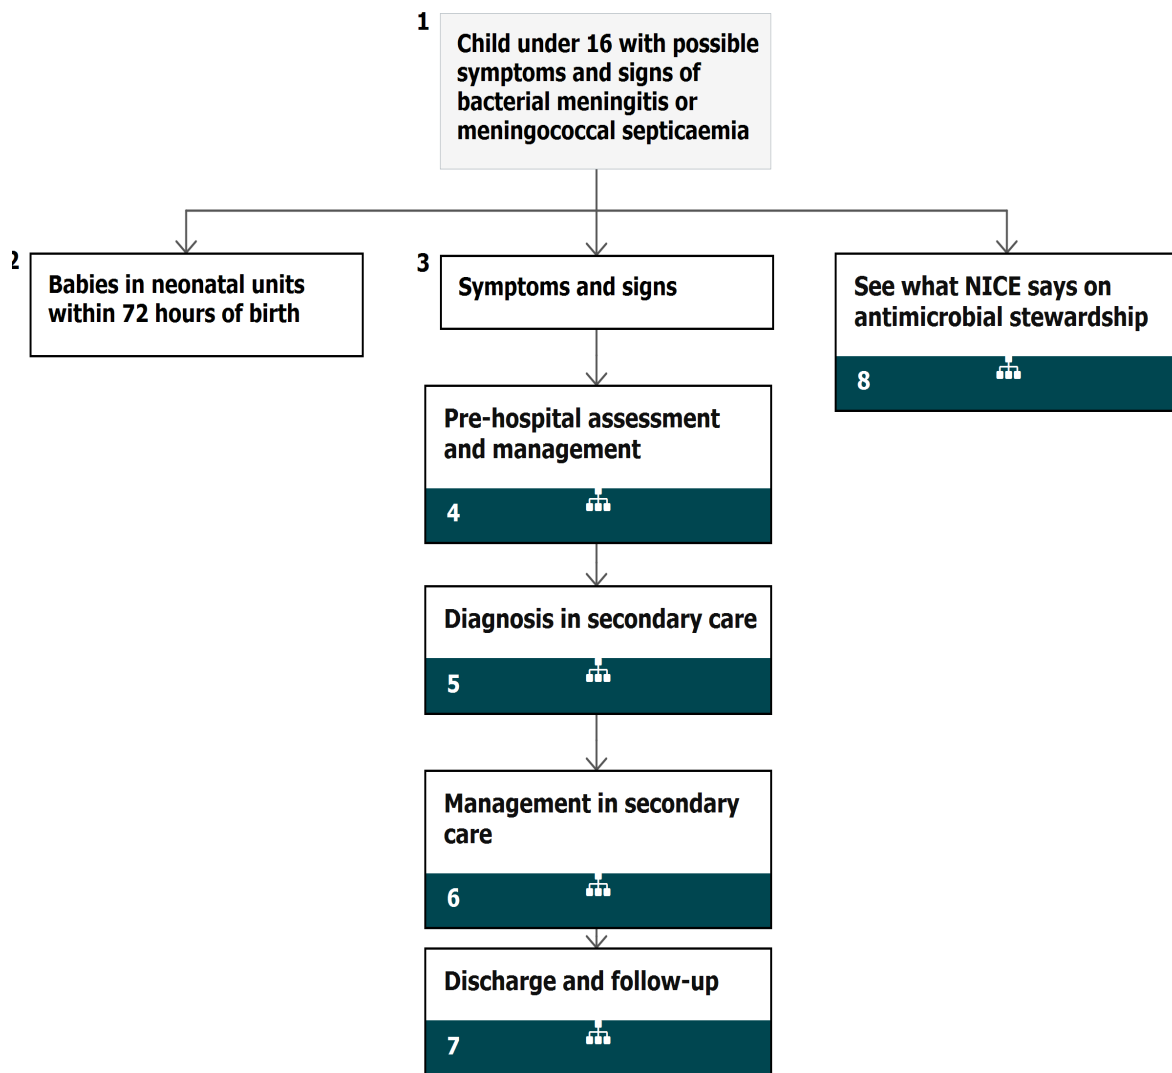 1
Child under 16 with possible
symptoms and signs of
bacterial meningitis or
meningococcal septicaemia
2
Babies in neonatal units
within 72 hours of birth
3
Symptoms and signs
See what NICE says on
antimicrobial stewardship
8
Pre-hospital assessment
and management
4
Diagnosis in secondary care
5
Management in secondary
care
6
Discharge and follow-up
7